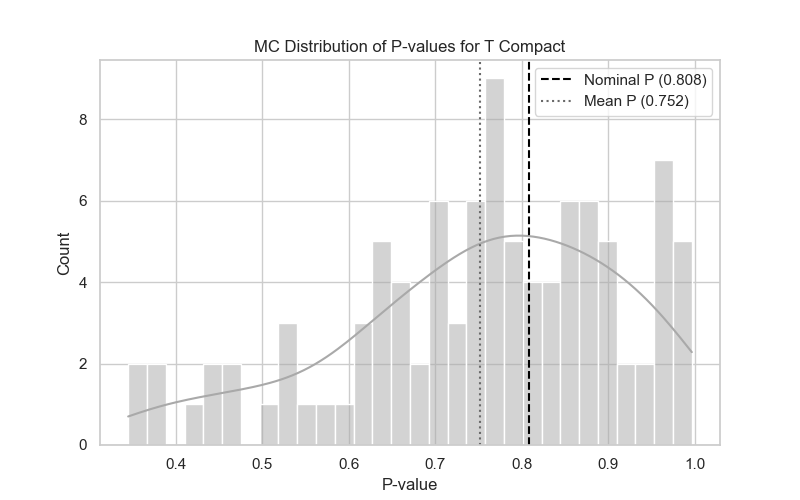 MC Distribution of P-values for T Compact
Nominal P (0.808)
Mean P (0.752)
Count
8
6
4
2
0
0.4 0.5 0.6 0.7 0.8 0.9 1.0
P-value